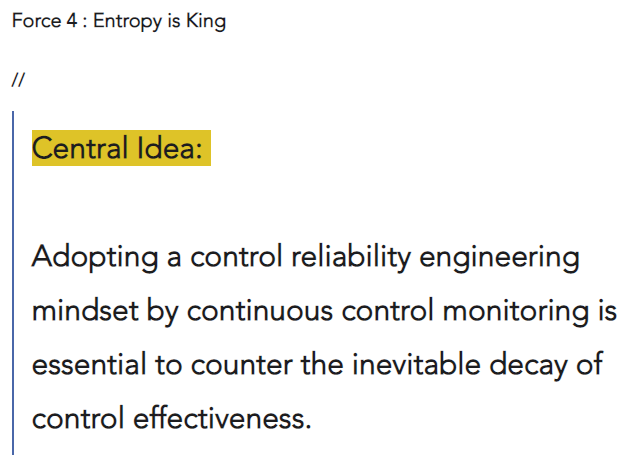 Force 4 : Entropy is King
//
Central Idea:
Adopting a control reliability engineering
mindset by continuous control monitoring is
essential to counter the inevitable decay of
control effectiveness.